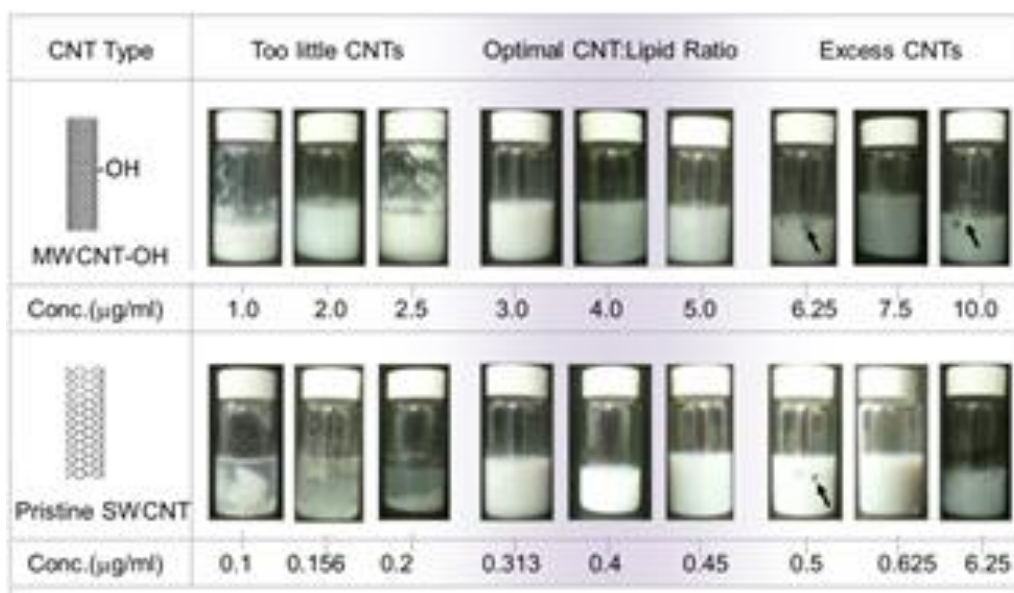 CNT Type Too little CNTs Optimal CNT:Lipid Ratio Excess CNTs
-OH
MWCNT-OH
Conc.(µg/ml) 1.0 2.0 2.5 3.0 4.0 5.0 6.25 7.5 10.0
Pristine SWCNT
Conc.(µg/ml) 0.1 0.156 0.2 0.313 0.4 0.45 0.5 0.625 6.25